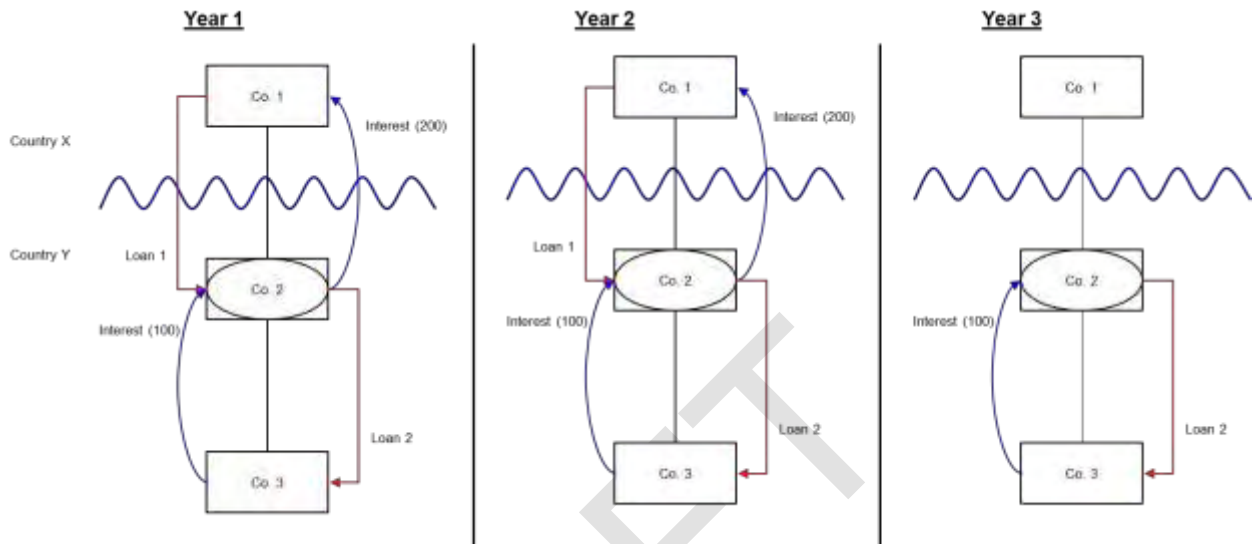 Year 1
Year 2
Year 3
Co. 1
Co. 1
Co. 1
Interest (200)
Interest (200)
Country X
Country Y
Loan 1
Loan 1
Co. 2
Co. 2
Co. 2
Interest (100)
Interest (100)
Interest (100)
Loan 2
Loan 2
Loan 2
Co. 3
Co. 3
Co. 3